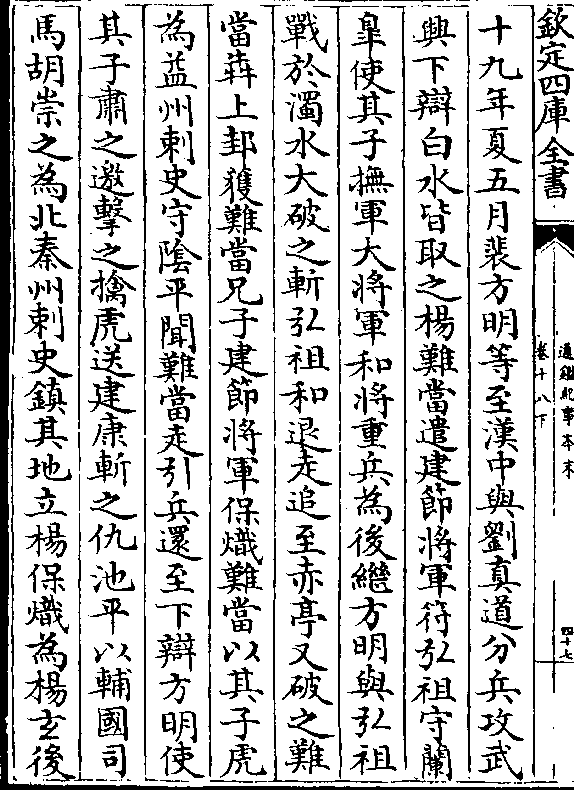 欽定四庫全書
通鑑紀事本末
卷十八下
四十七
十九年夏五月裴方明等至漢中與劉真道分兵攻武
興下辯白水皆取之楊難當遣建節將軍符弘祖守蘭
臯使其子撫軍大將軍和將重兵為後繼方明與弘祖
戰於濁水大破之斬弘祖和退走追至赤亭又破之難
當犇上邽獲難當兄子建節將軍保熾難當以其子虎
為益州刺史守陰平聞難當走引兵還至下辯方明使
其子肅之邀擊之擒虎送建康斬之仇池平以輔國司
馬胡崇之為北秦州刺史鎮其地立楊保熾為楊玄後